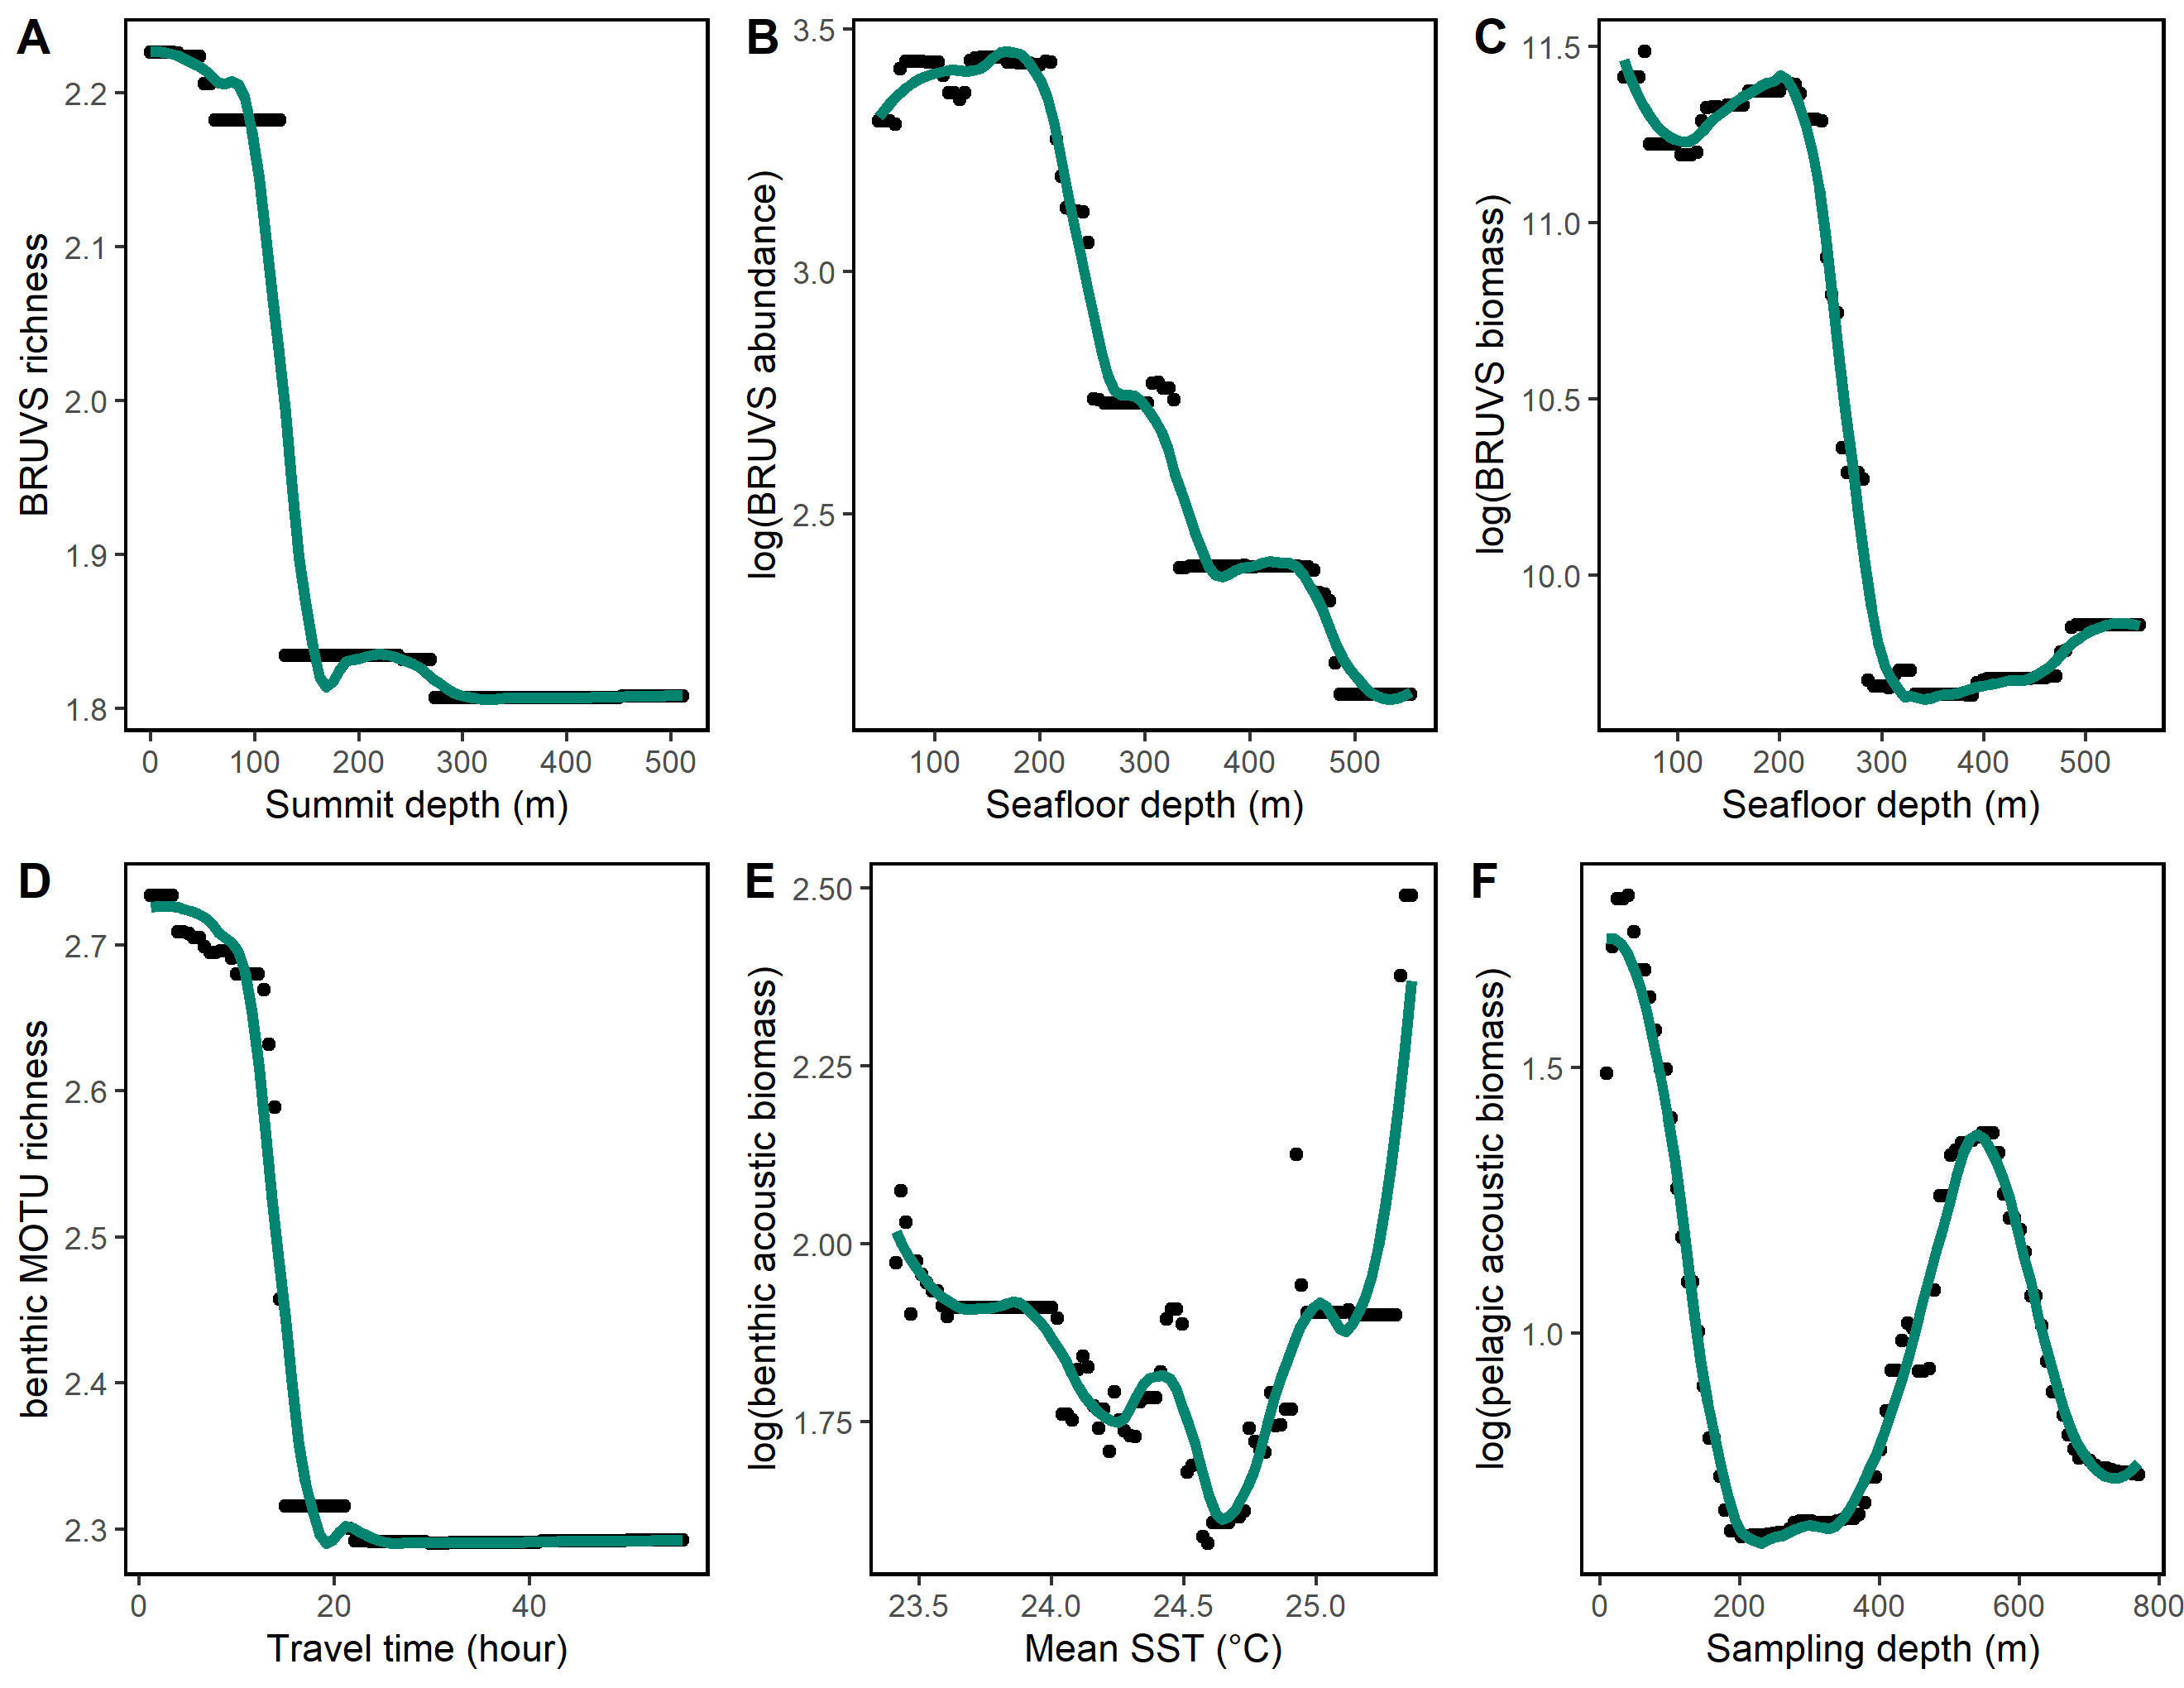 A
BRUVS richness
2.2
2.1
2.0
1.9
1.8
0 100 200 300 400 500
Summit depth (m)
B
log(BRUVS abundance)
3.5
3.0
2.5
100 200 300 400 500
Seafloor depth (m)
C
log(BRUVS biomass)
11.5
11.0
10.5
10.0
100 200 300 400 500
Seafloor depth (m)
D
benthic MOTU richness
2.7
2.6
2.5
2.4
2.3
0 20 40
Travel time (hour)
E
log(benthic acoustic biomass)
2.50
2.25
2.00
1.75
23.5 24.0 24.5 25.0
Mean SST (°C)
F
log(pelagic acoustic biomass)
1.5
1.0
0 200 400 600 800
Sampling depth (m)